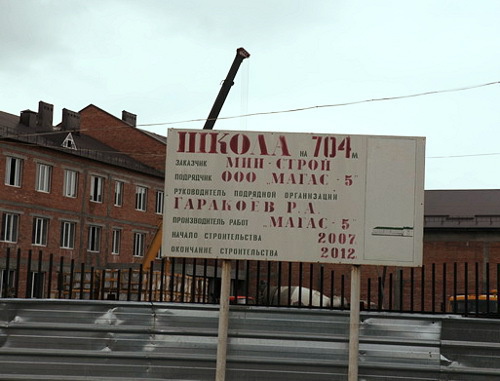 ШКОЛА НА 704 М.
ЗАКАЗЧИК МИН-СТРОЙ
ПОДРЯДЧИК ООО "МАГАС-5"
РУКОВОДИТЕЛЬ ПОДРЯДНОЙ ОРГАНИЗАЦИИ
ГАРАКОЕВ Р.А.
ПРОИЗВОДИТЕЛЬ РАБОТ "МАГАС-5"
НАЧАЛО СТРОИТЕЛЬСТВА 2007
ОКОНЧАНИЕ СТРОИТЕЛЬСТВА 2012